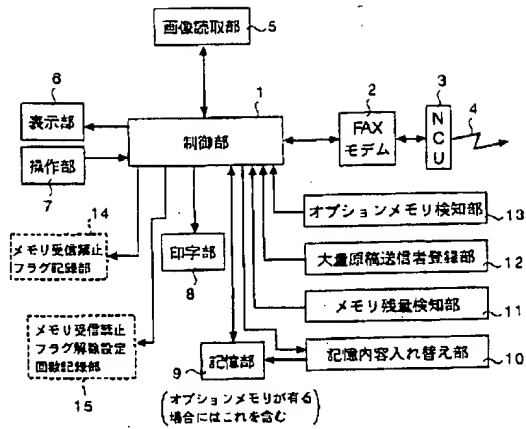 画像読取部
5
6
表示部
操作部
7
1
制御部
2
FAX
モデム
3
NCU
4
14
メモリ受信禁止
フラグ記録部
印字部
8
オプションメモリ検知部
13
大量原稿送信者登録部
12
メモリ残量検知部
11
記憶内容入れ替え部
10
メモリ受信禁止
フラグ解除設定
回数記録部
15
9
記憶部
オプションメモリが有る
場合にはこれを含む